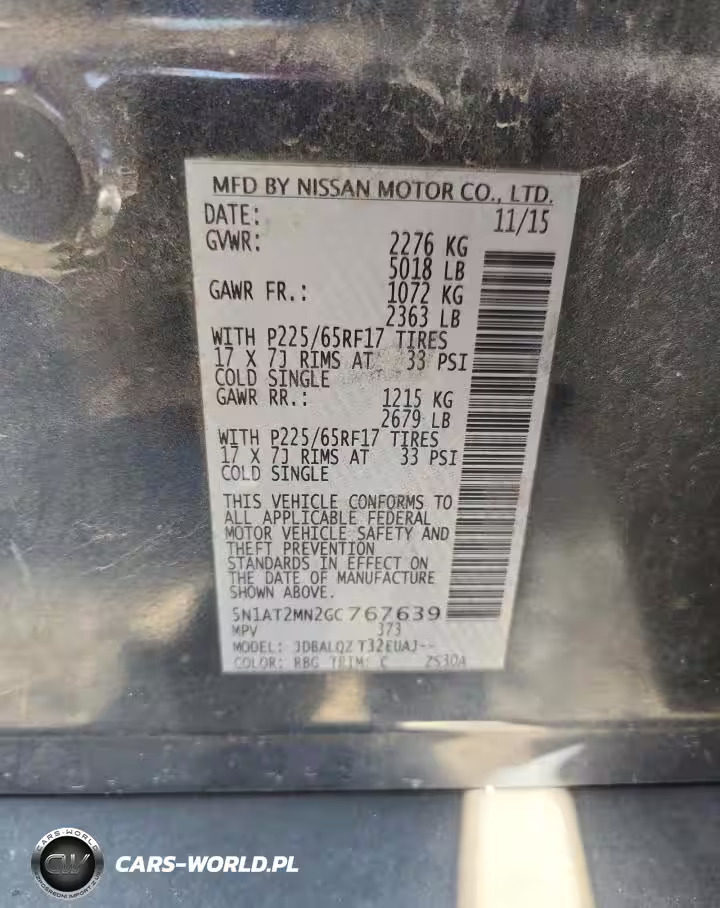 MFD BY NISSAN MOTOR CO., LTD.
DATE: 11/15
GVWR: 2276 KG
5018 LB
GAWR FR.: 1072 KG
2363 LB
WITH P225/65RF17 TIRES
17 X 7J RIMS AT 33 PSI
COLD SINGLE
GAWR RR.: 1215 KG
2679 LB
WITH P225/65RF17 TIRES
17 X 7J RIMS AT 33 PSI
COLD SINGLE
THIS VEHICLE CONFORMS TO
ALL APPLICABLE FEDERAL
MOTOR VEHICLE SAFETY AND
THEFT PREVENTION
STANDARDS IN EFFECT ON
THE DATE OF MANUFACTURE
SHOWN ABOVE.
5N1AT2MN2GC767639
MPV 373
MODEL: JDBALQZ T32EUAJ--
COLOR: RBG TRIM: C
CARS-WORLD
CW
CARS-WORLD.PL